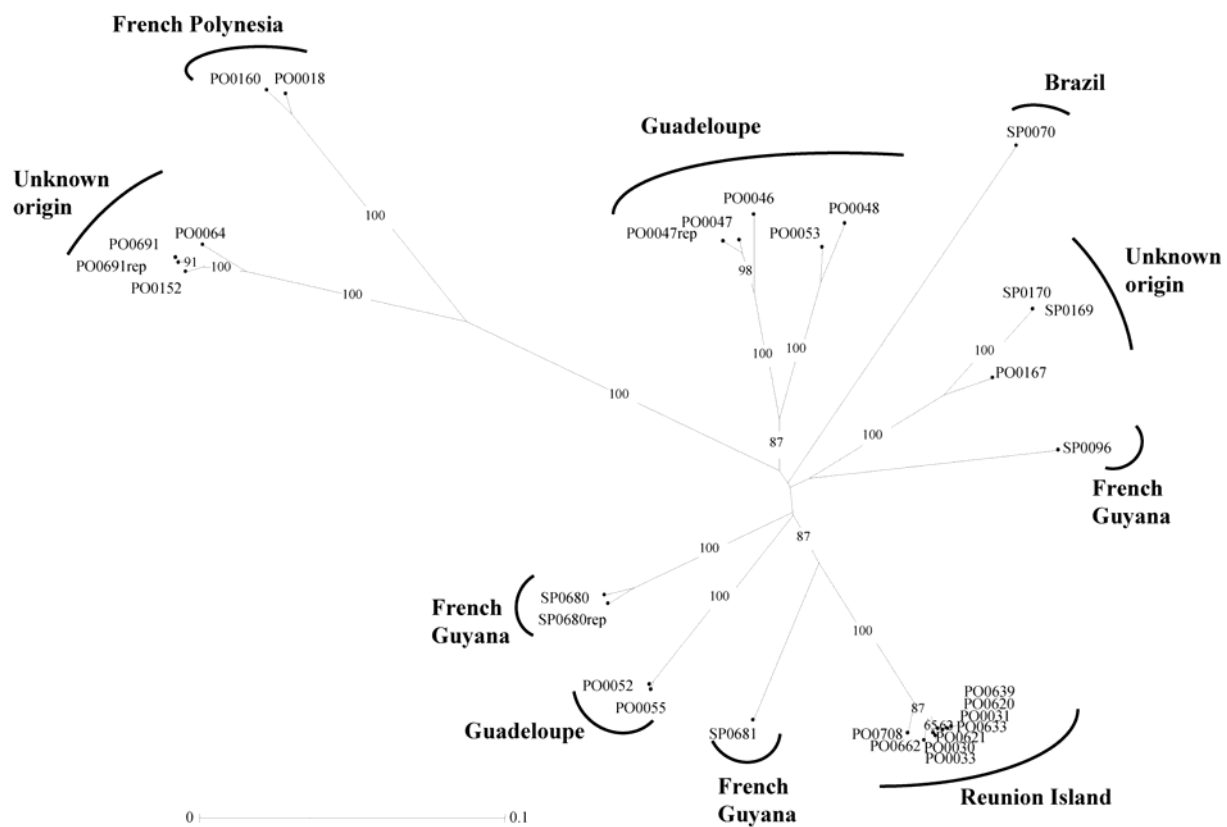 French Polynesia
PO0160
PO0018
Brazil
SP0070
Guadeloupe
Unknown
origin
PO0046
PO0048
PO0047
PO0047rep
PO0053
98
100
PO0064
PO0691
PO0691rep
91
100
PO0152
100
Unknown
origin
SP0170
SP0169
100
100
100
PO0167
100
87
100
SP0096
French
Guyana
87
100
SP0680
SP0680rep
French
Guyana
100
100
PO0052
PO0055
Guadeloupe
SP0681
French
Guyana
87
PO0639
PO0620
PO0031
PO0633
PO0621
PO0708
PO0662
PO0030
PO0033
Reunion Island
0
0.1